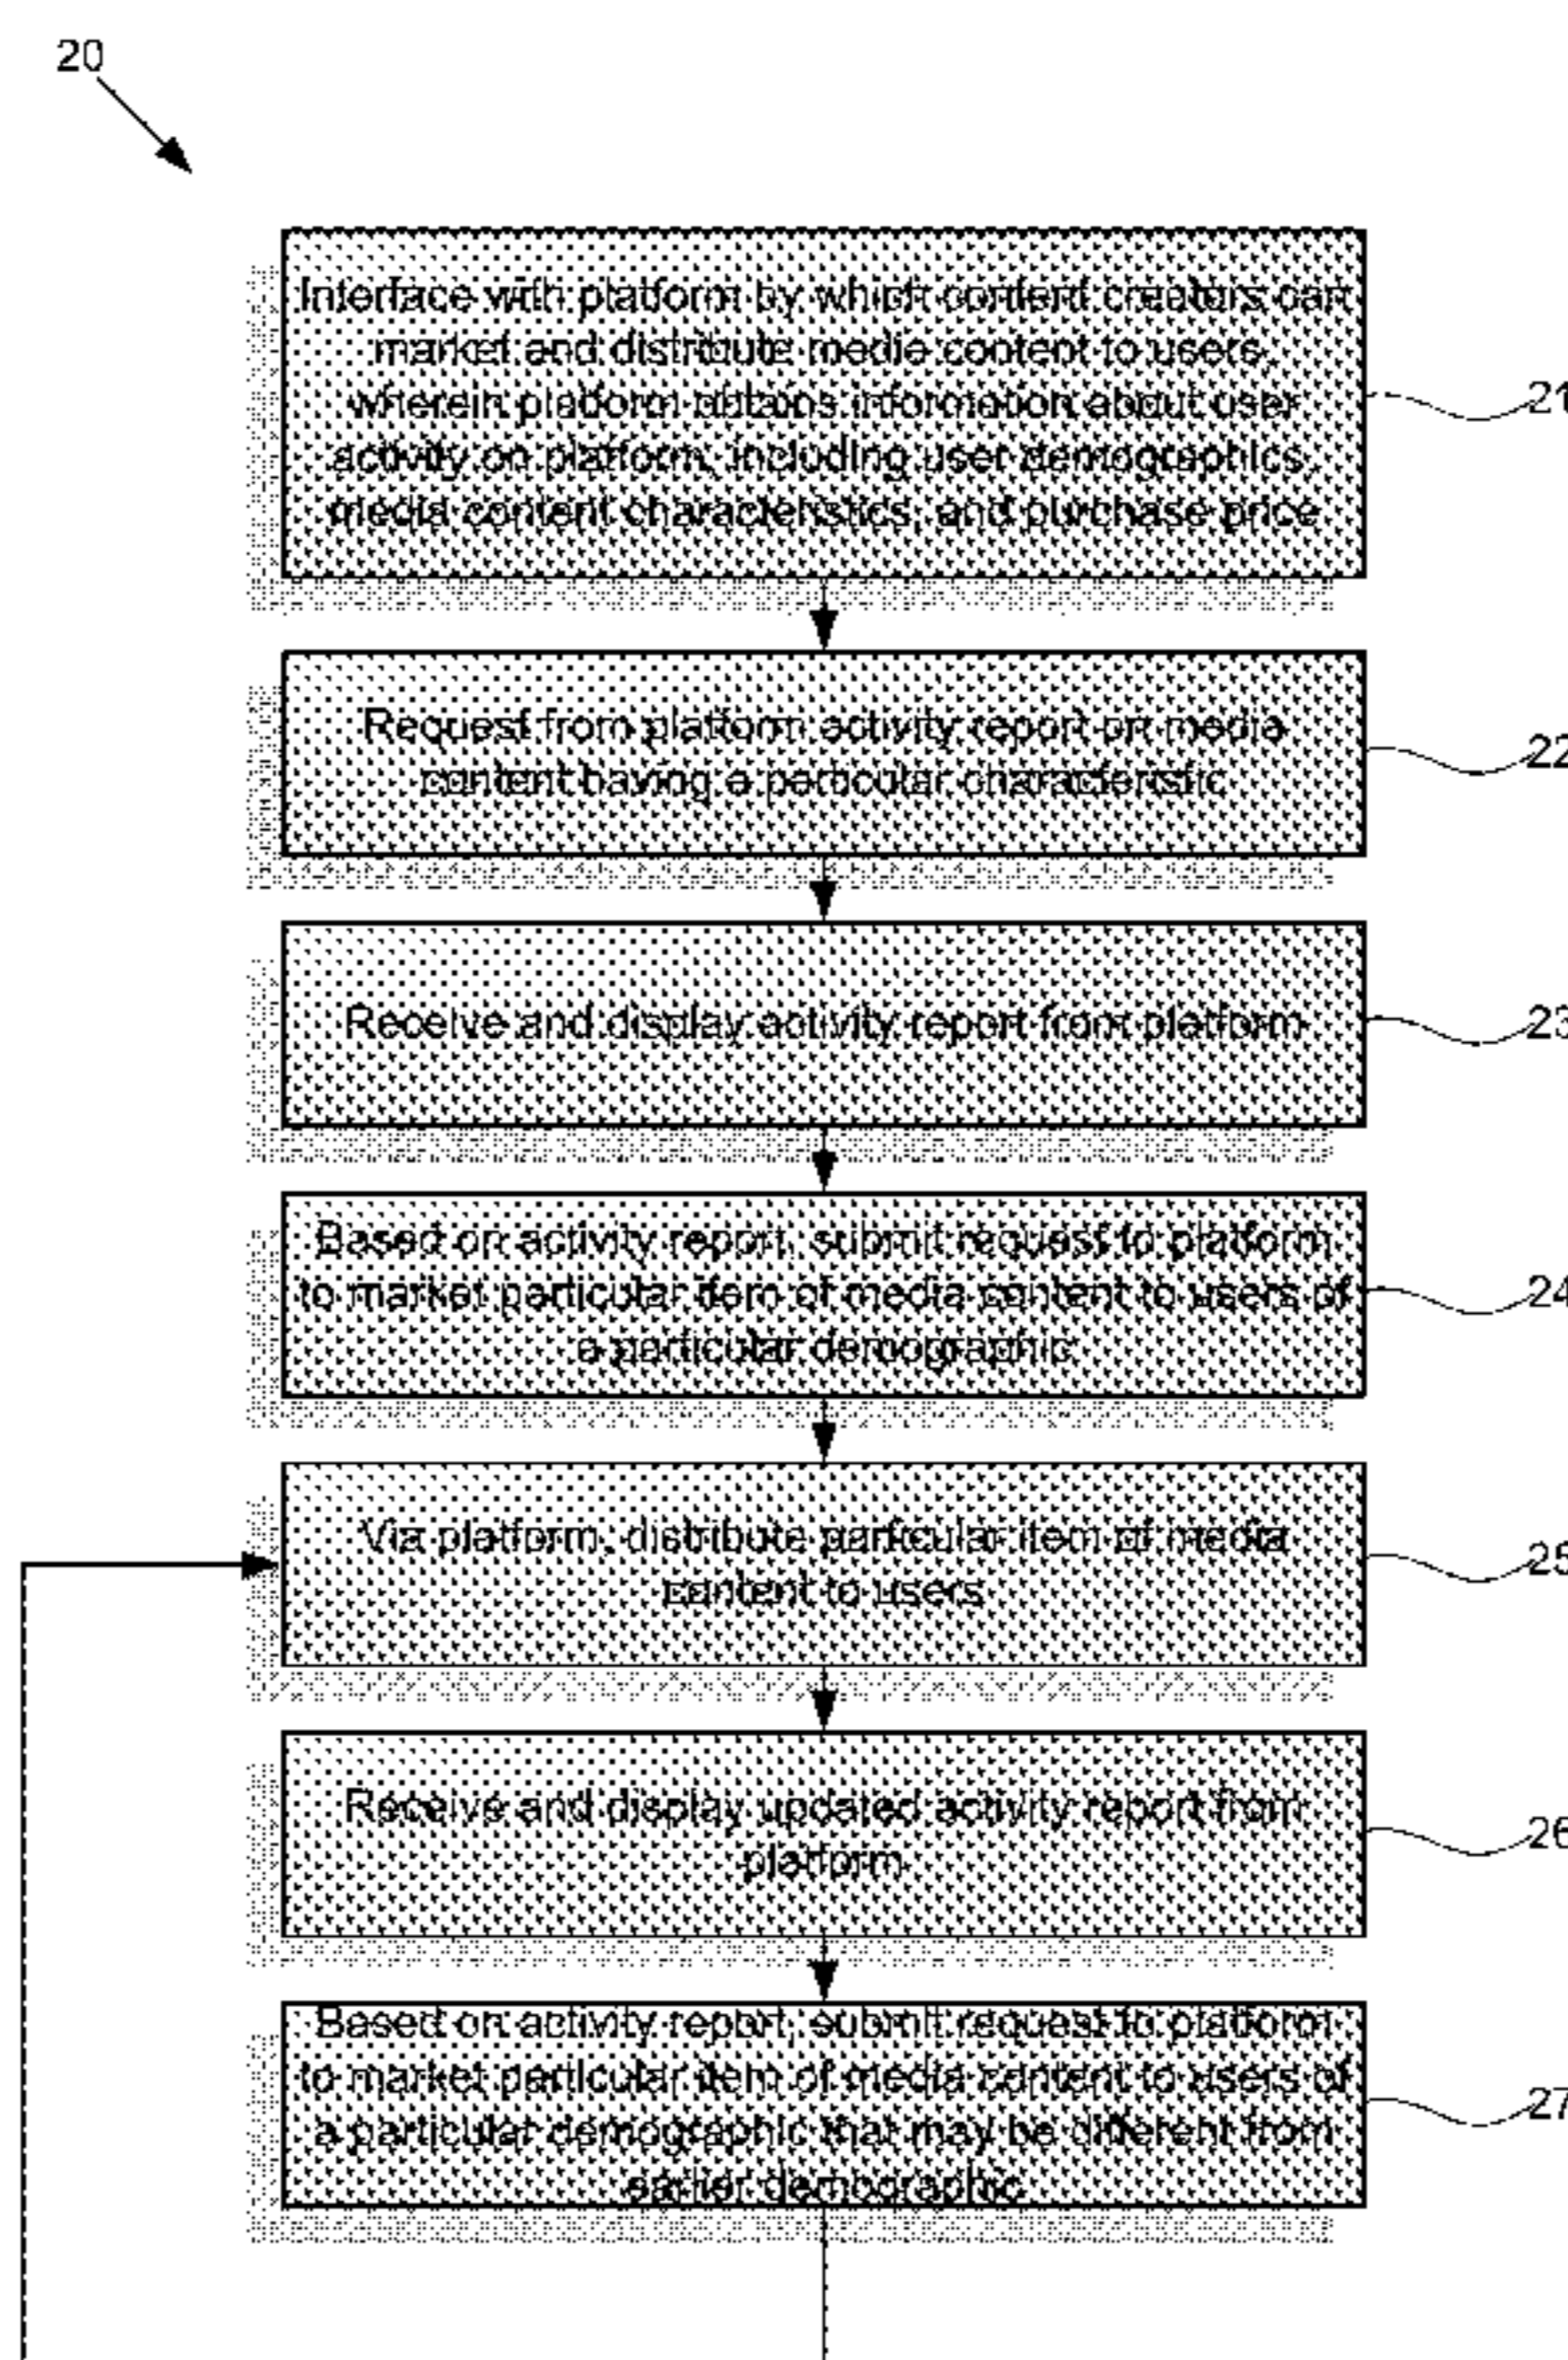 20
Interface with platform by which content creators can
market and distribute media content to users,
wherein platform obtains information about user
activity on platform, including user demographics,
media content characteristics, and purchase price
21
Request from platform activity report on media
content having a particular characteristic
22
Receive and display activity report from platform
23
Based on activity report, submit request to platform
to market particular item of media content to users of
a particular demographic
24
Via platform, distribute particular item of media
content to users
25
Receive and display updated activity report from
platform
26
Based on activity report, submit request to platform
to market particular item of media content to users of
a particular demographic that may be different from
earlier demographic
27